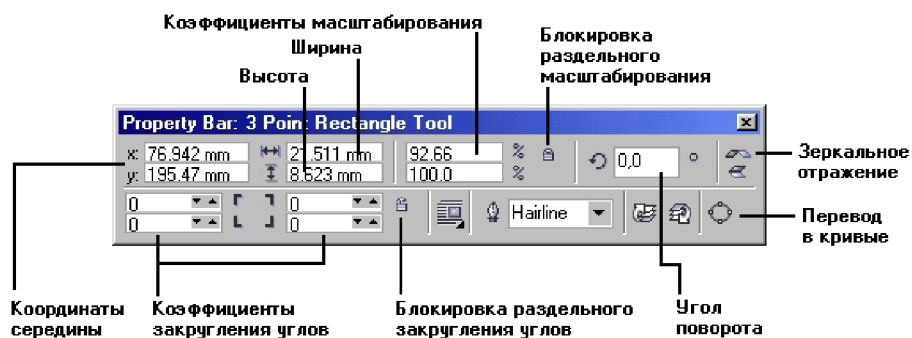 Коэффициенты масштабирования
Ширина
Высота
Блокировка
раздельного
масштабирования
Property Bar: 3 Point Rectangle Tool
x: 76.942 mm 21.511 mm 92.66 % 0,0 °
y: 195.47 mm 8.623 mm 100.0 %
0 0 Hairline
0 0
Зеркальное
отражение
Перевод
в кривые
Координаты
середины
Коэффициенты
закругления углов
Блокировка раздельного
закругления углов
Угол
поворота